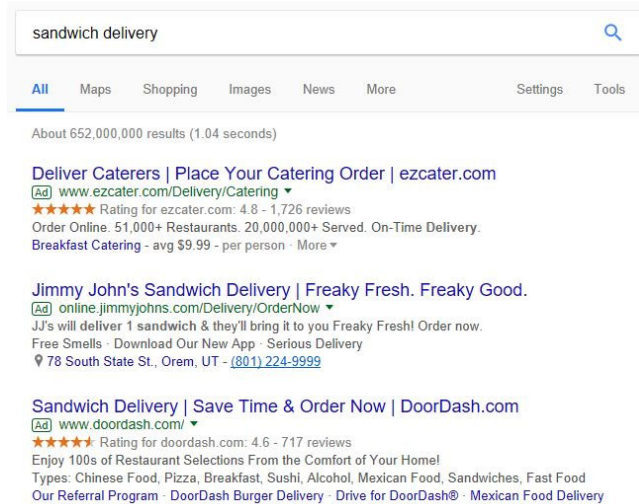 sandwich delivery
All Maps Shopping Images News More Settings Tools
About 652,000,000 results (1.04 seconds)
Deliver Caterers | Place Your Catering Order | ezcater.com
Ad www.ezcater.com/Delivery/Catering ▼
★★★★★ Rating for ezcater.com: 4.8 - 1,726 reviews
Order Online. 51,000+ Restaurants. 20,000,000+ Served. On-Time Delivery.
Breakfast Catering - avg $9.99 - per person · More ▼
Jimmy John's Sandwich Delivery | Freaky Fresh. Freaky Good.
Ad online.jimmyjohns.com/Delivery/OrderNow ▼
JJ's will deliver 1 sandwich & they'll bring it to you Freaky Fresh! Order now.
Free Smells · Download Our New App · Serious Delivery
78 South State St., Orem, UT - (801) 224-9999
Sandwich Delivery | Save Time & Order Now | DoorDash.com
Ad www.doordash.com/ ▼
★★★★★ Rating for doordash.com: 4.6 - 717 reviews
Enjoy 100s of Restaurant Selections From the Comfort of Your Home!
Types: Chinese Food, Pizza, Breakfast, Sushi, Alcohol, Mexican Food, Sandwiches, Fast Food
Our Referral Program · DoorDash Burger Delivery · Drive for DoorDash® · Mexican Food Delivery